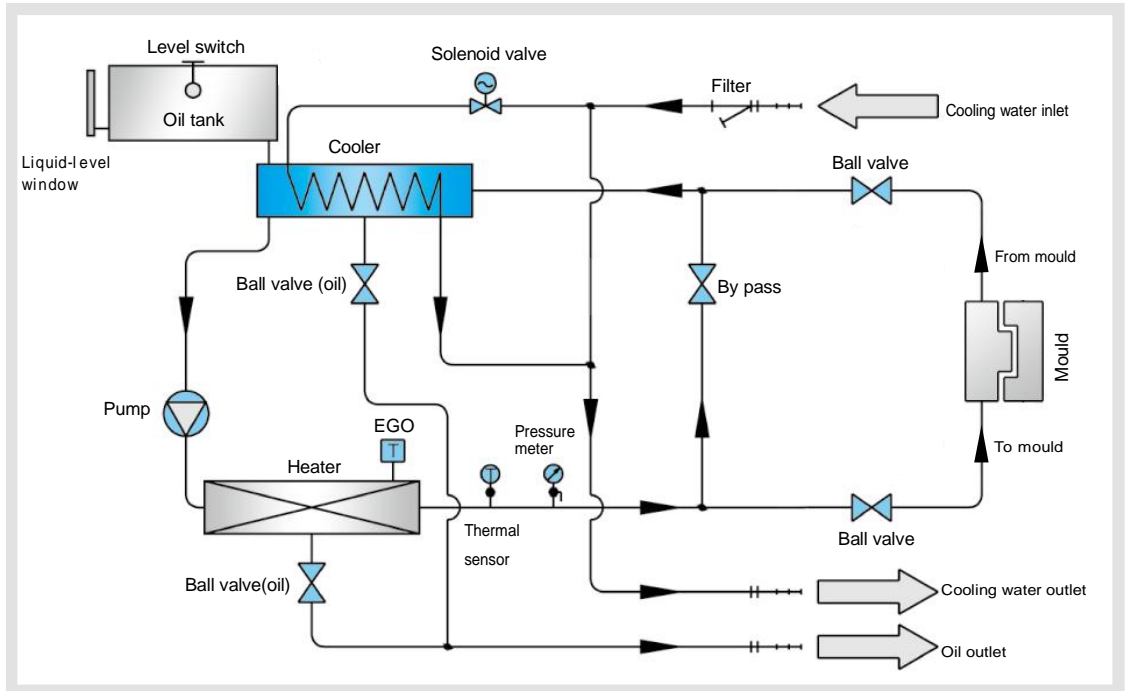 Level switch
Solenoid valve
Filter
Oil tank
Cooling water inlet
Liquid-level
window
Cooler
Ball valve
From mould
Ball valve (oil)
By pass
Mould
Pump
EGO
Pressure
meter
To mould
T
Heater
T
Thermal
sensor
Ball valve
Ball valve(oil)
Cooling water outlet
Oil outlet